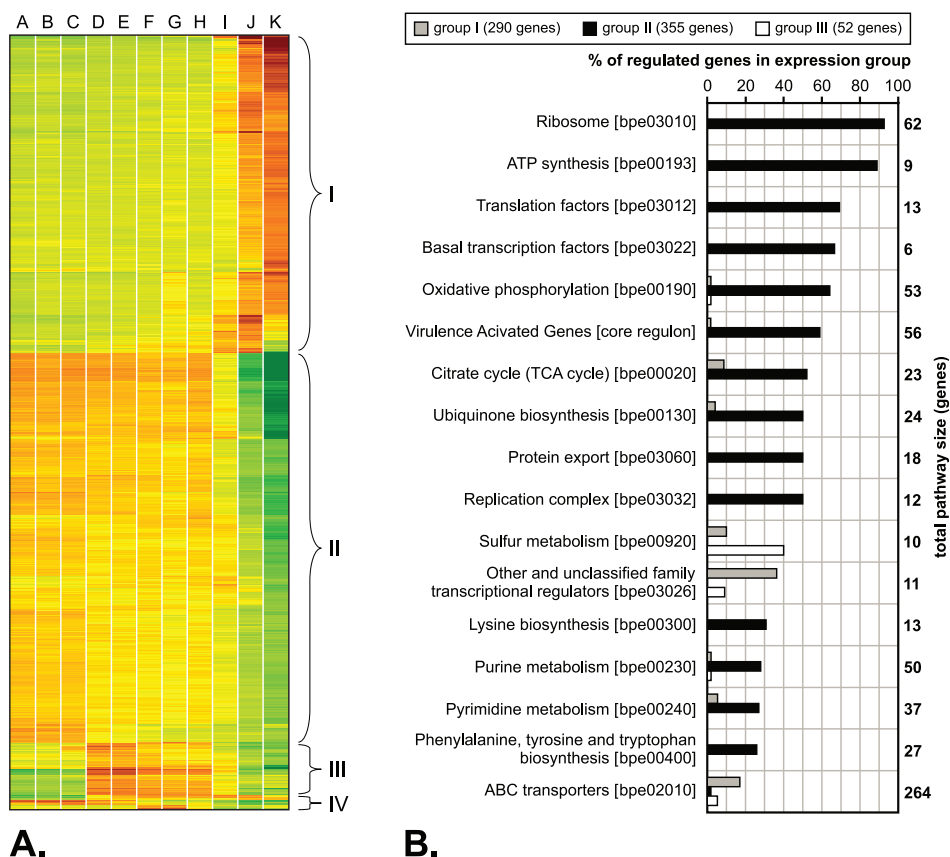 A B C D E F G H I J K
I
II
III
IV
A.
group I (290 genes) group II (355 genes) group III (52 genes)
% of regulated genes in expression group
0 20 40 60 80 100
Ribosome [bpe03010] 62
ATP synthesis [bpe00193] 9
Translation factors [bpe03012] 13
Basal transcription factors [bpe03022] 6
Oxidative phosphorylation [bpe00190] 53
Virulence Acivated Genes [core regulon] 56
Citrate cycle (TCA cycle) [bpe00020] 23
Ubiquinone biosynthesis [bpe00130] 24
Protein export [bpe03060] 18
Replication complex [bpe03032] 12
Sulfur metabolism [bpe00920] 10
Other and unclassified family
transcriptional regulators [bpe03026] 11
Lysine biosynthesis [bpe00300] 13
Purine metabolism [bpe00230] 50
Pyrimidine metabolism [bpe00240] 37
Phenylalanine, tyrosine and tryptophan
biosynthesis [bpe00400] 27
ABC transporters [bpe02010] 264
total pathway size (genes)
B.